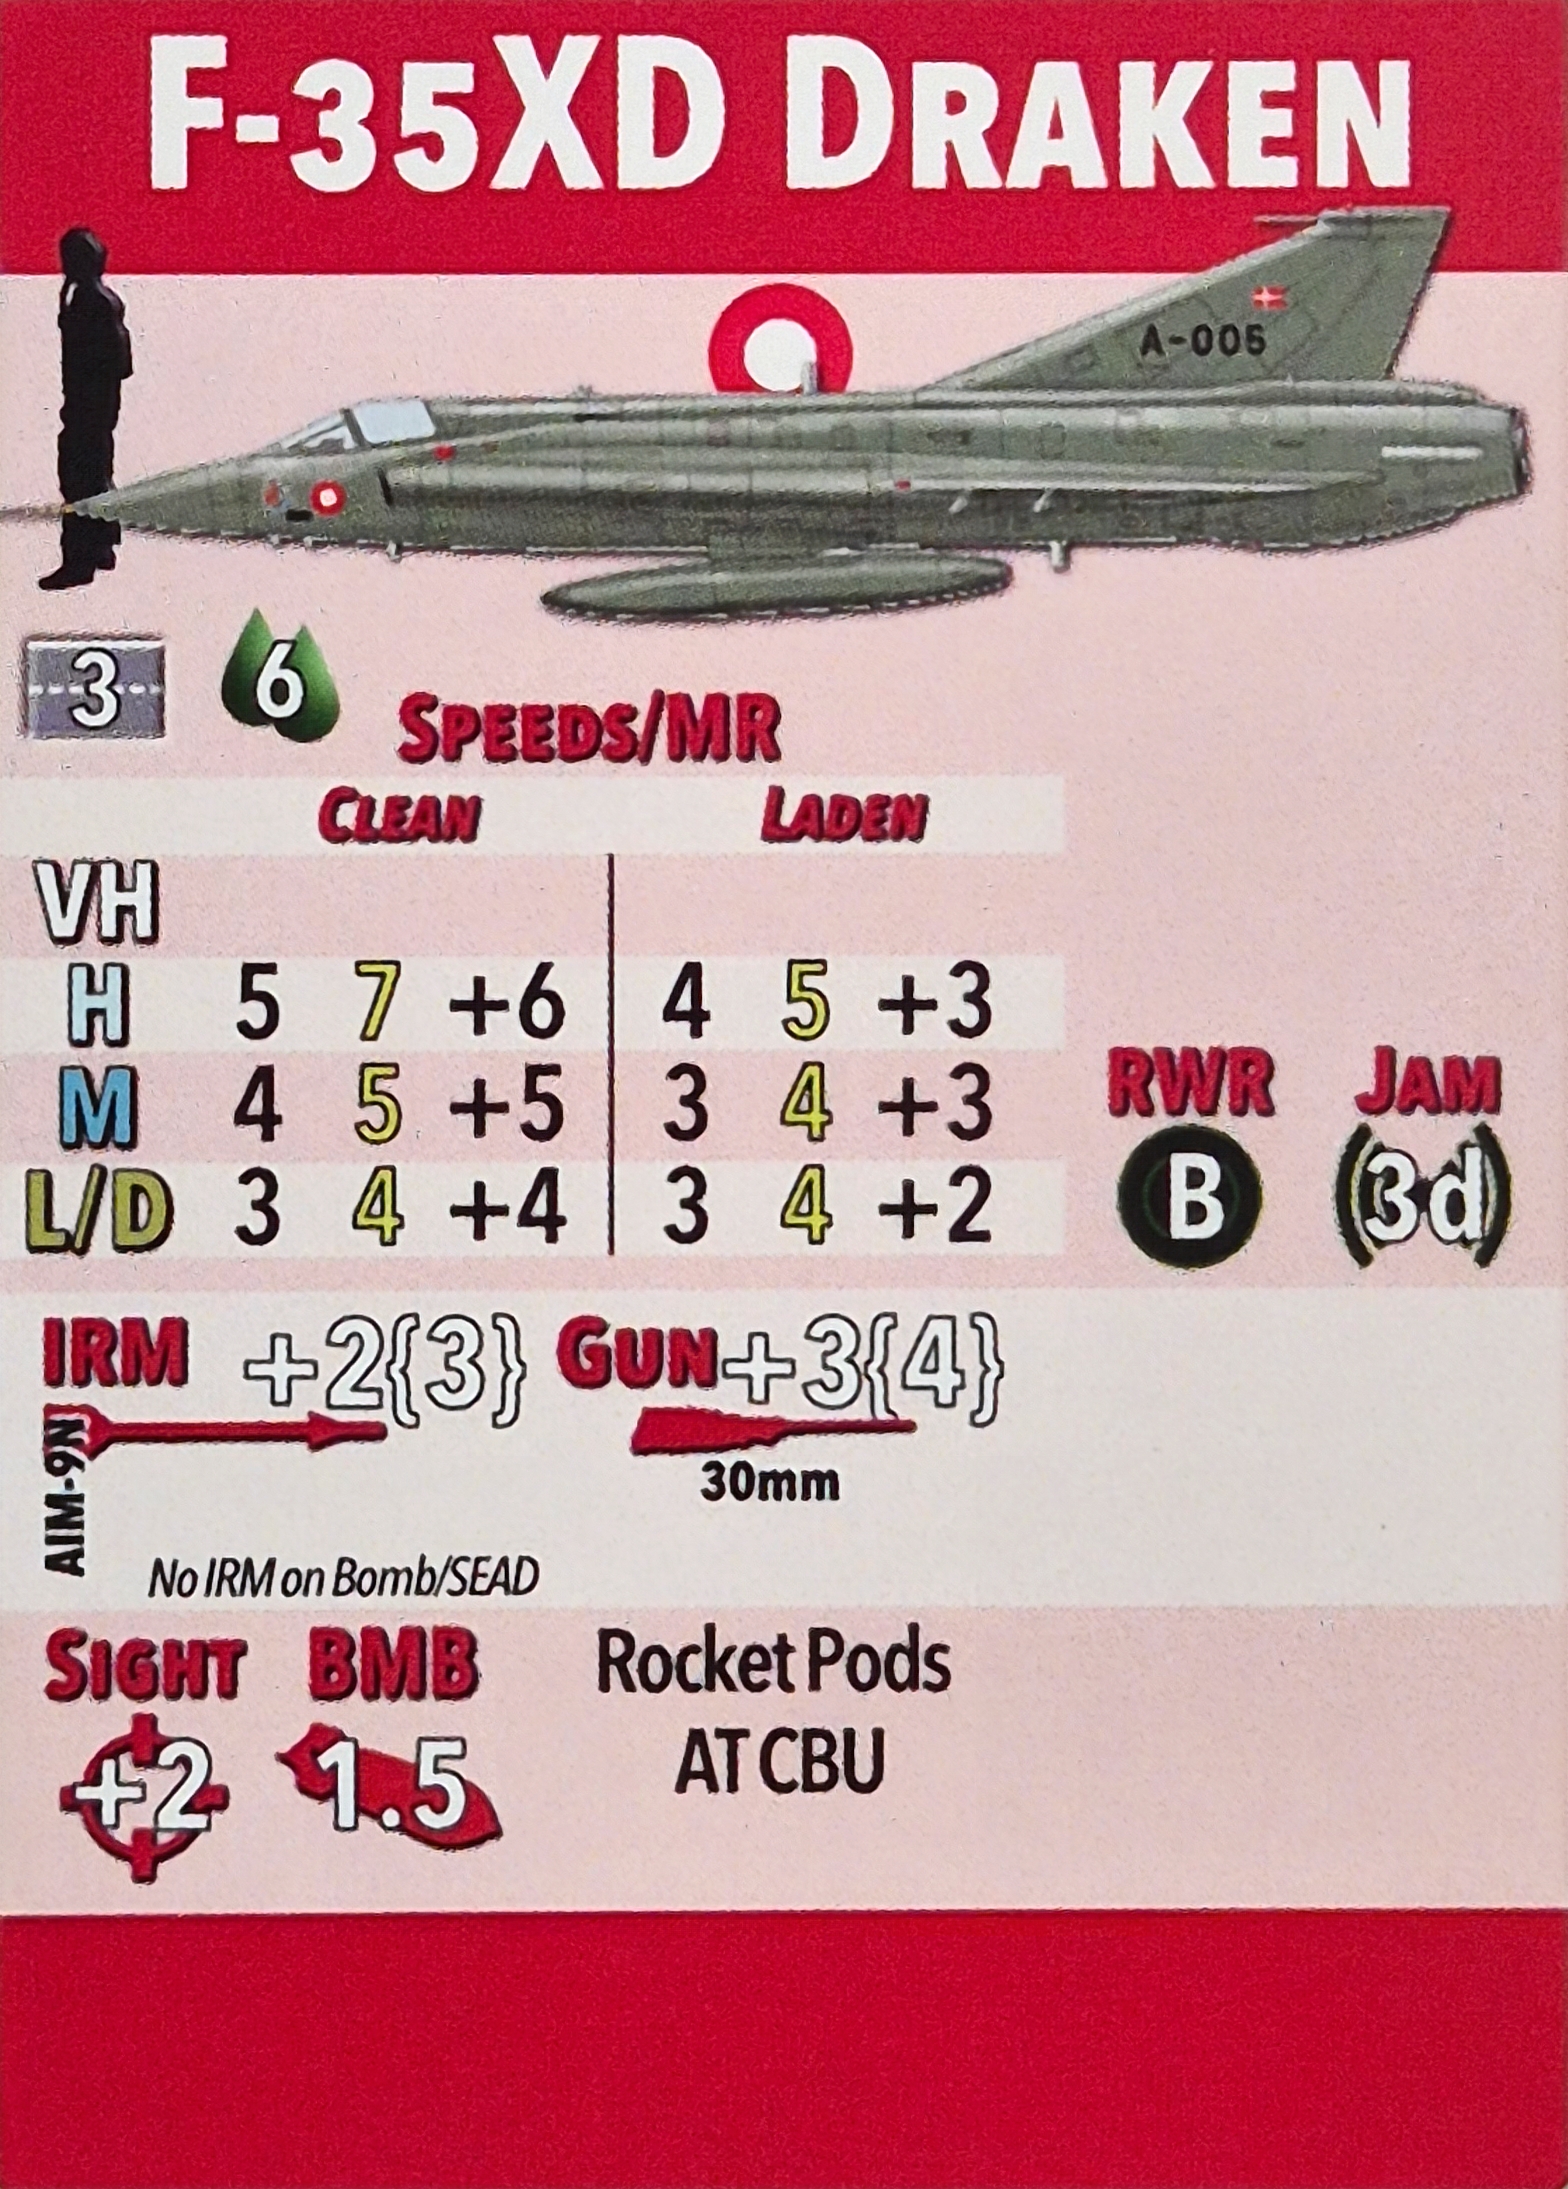 F-35XD DRAKEN
A-005
3 6
SPEEDS/MR
CLEAN LADEN
VH
H 5 7 +6 4 5 +3
M 4 5 +5 3 4 +3
L/D 3 4 +4 3 4 +2
RWR JAM
B (3d)
IRM +2{3} GUN +3{4}
AIM-9N
30mm
No IRM on Bomb/SEAD
SIGHT BMB Rocket Pods
+2 1.5 AT CBU